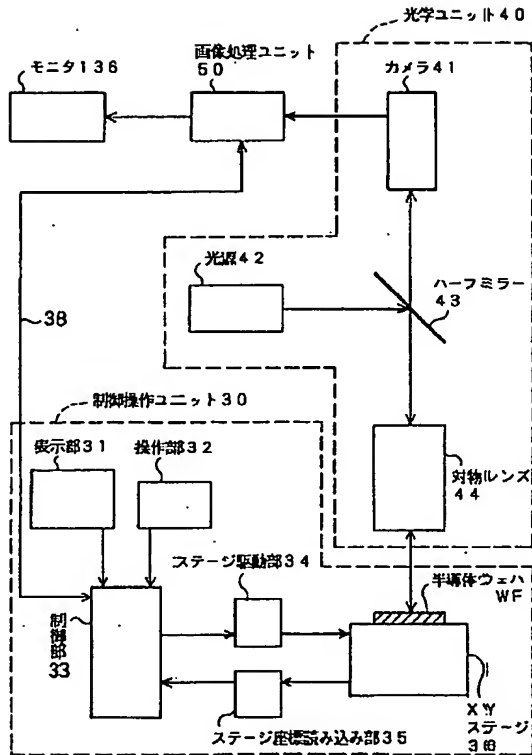 光学ユニット40
画像処理ユニット
50
モニタ136
カメラ41
光源42
ハーフミラー
43
38
制御操作ユニット30
表示部31
操作部32
対物レンズ
44
ステージ駆動部34
半導体ウェハ
WF
制御部
33
ステージ座標読み込み部35
XY
ステージ
36